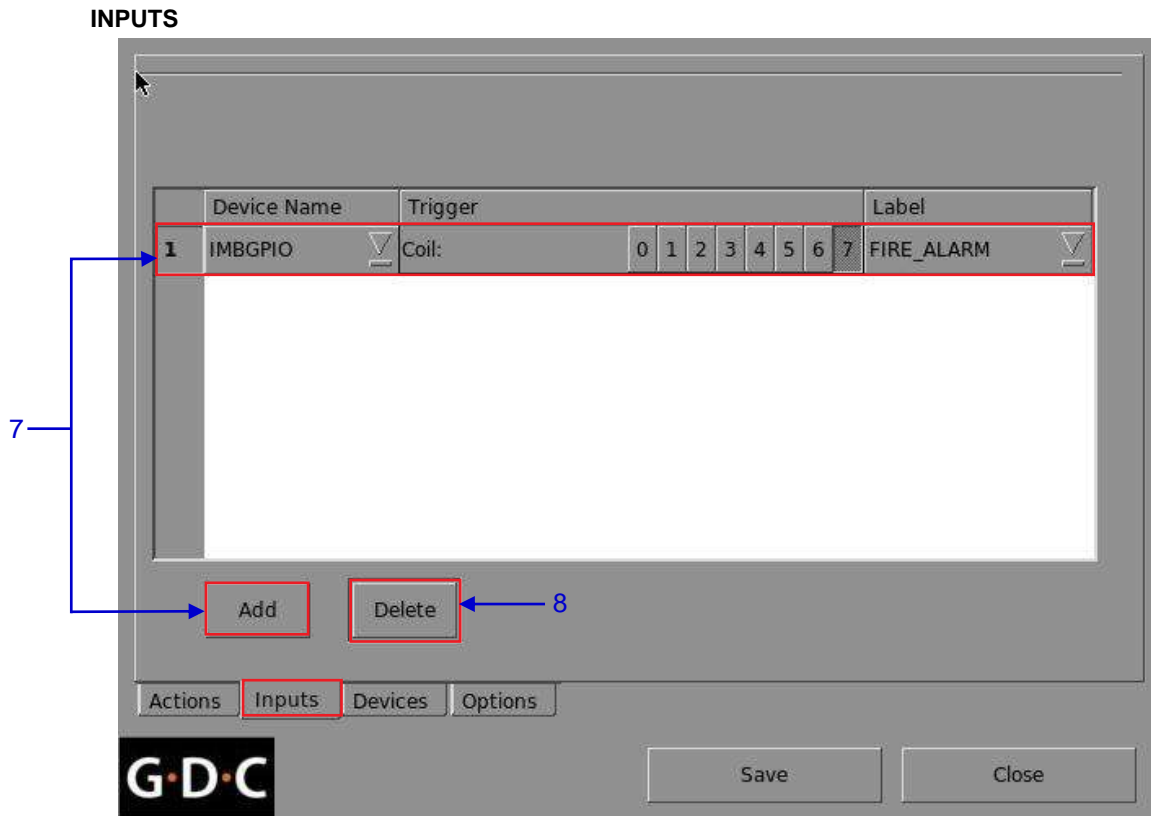 INPUTS
Device Name Trigger Label
1 IMBGPIO Coil: 0 1 2 3 4 5 6 7 FIRE_ALARM
7
Add Delete 8
Actions Inputs Devices Options
G·D·C Save Close